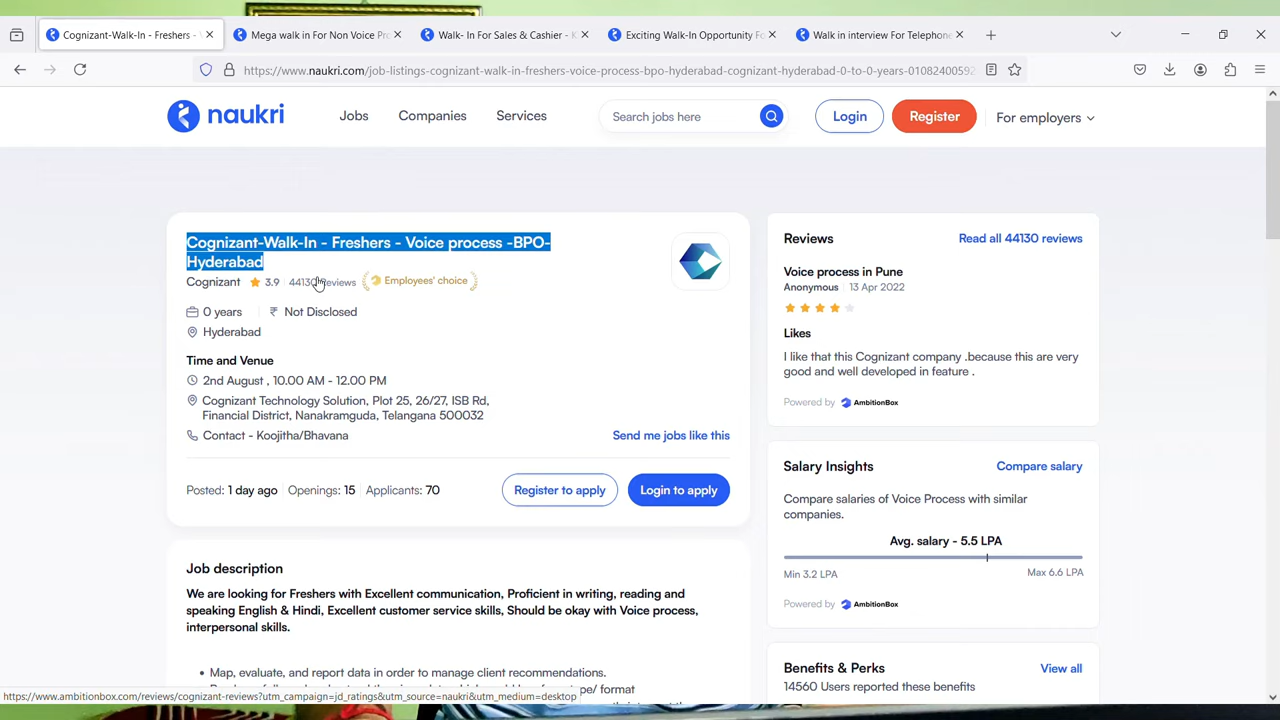 Cognizant-Walk-In - Freshers -
Mega walk in For Non Voice Pr
Walk- In For Sales & Cashier - K
Exciting Walk-In Opportunity Fo
Walk in interview For Telephone
https://www.naukri.com/job-listings-cognizant-walk-in-freshers-voice-process-bpo-hyderabad-cognizant-hyderabad-0-to-0-years-01082400592
naukri
Jobs
Companies
Services
Search jobs here
Login
Register
For employers
Cognizant-Walk-In - Freshers - Voice process -BPO-
Hyderabad
Cognizant 3.9 44130 Reviews Employees' choice
0 years Not Disclosed
Hyderabad
Time and Venue
2nd August , 10.00 AM - 12.00 PM
Cognizant Technology Solution, Plot 25, 26/27, ISB Rd,
Financial District, Nanakramguda, Telangana 500032
Contact - Koojitha/Bhavana
Send me jobs like this
Posted: 1 day ago Openings: 15 Applicants: 70
Register to apply
Login to apply
Job description
We are looking for Freshers with Excellent communication, Proficient in writing, reading and
speaking English & Hindi, Excellent customer service skills, Should be okay with Voice process,
interpersonal skills.
Map, evaluate, and report data in order to manage client recommendations.
pe/ format
https://www.ambitionbox.com/reviews/cognizant-reviews?utm_campaign=jd_ratings&utm_source=naukri&utm_medium=desktop
Reviews
Read all 44130 reviews
Voice process in Pune
Anonymous 13 Apr 2022
Likes
I like that this Cognizant company .because this are very
good and well developed in feature .
Powered by AmbitionBox
Salary Insights
Compare salary
Compare salaries of Voice Process with similar
companies.
Avg. salary - 5.5 LPA
Min 3.2 LPA
Max 6.6 LPA
Powered by AmbitionBox
Benefits & Perks
View all
14560 Users reported these benefits